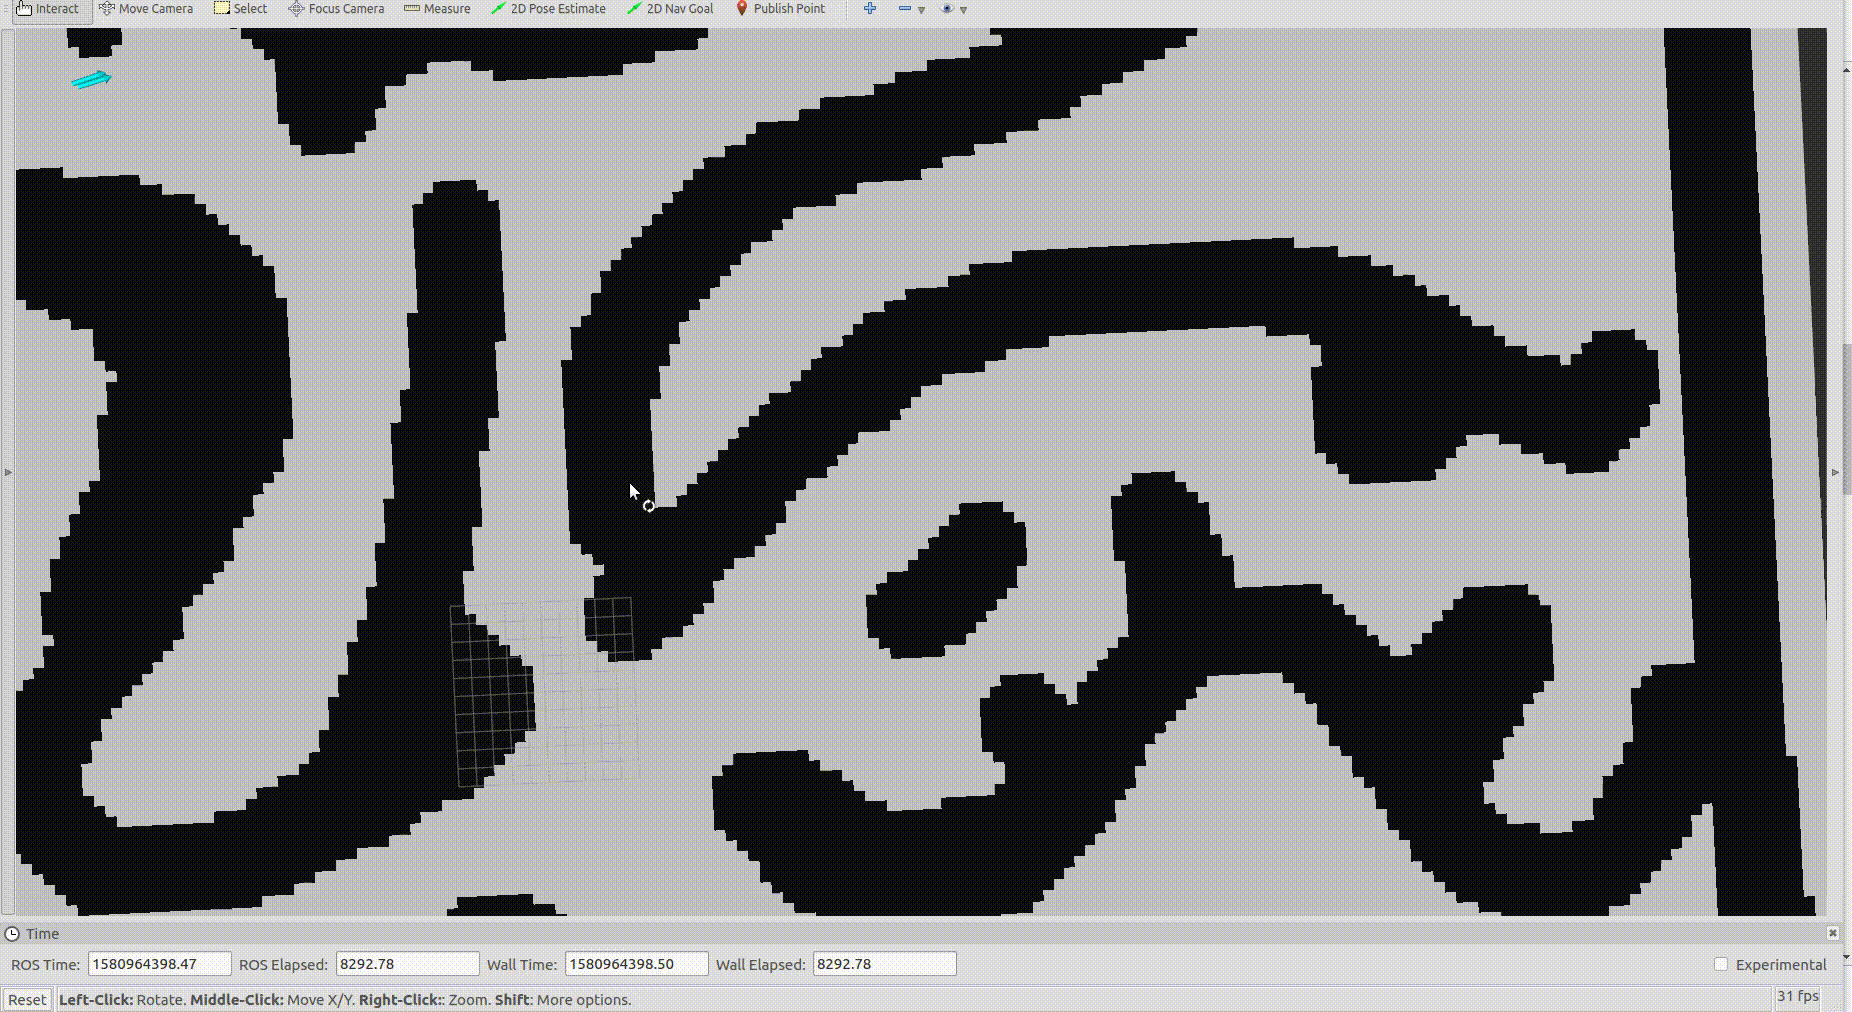 Interact Move Camera Select Focus Camera Measure 2D Pose Estimate 2D Nav Goal Publish Point
Time
ROS Time: 1580964398.47 ROS Elapsed: 8292.78 Wall Time: 1580964398.50 Wall Elapsed: 8292.78 Experimental
Reset Left-Click: Rotate. Middle-Click: Move X/Y. Right-Click:: Zoom. Shift: More options. 31 fps